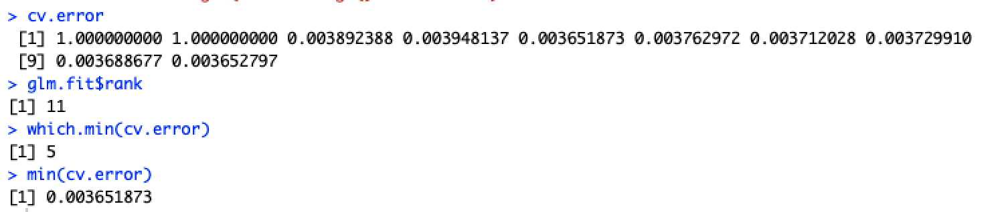 > cv.error
[1] 1.000000000 1.000000000 0.003892388 0.003948137 0.003651873 0.003762972 0.003712028 0.003729910
[9] 0.003688677 0.003652797
> glm.fit$rank
[1] 11
> which.min(cv.error)
[1] 5
> min(cv.error)
[1] 0.003651873